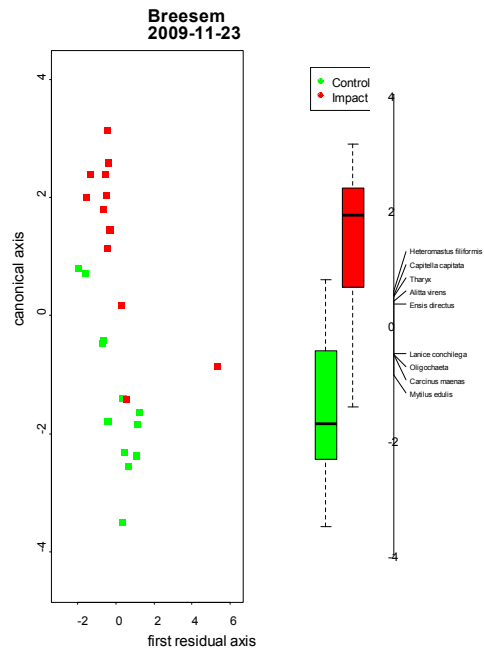 Breesem
2009-11-23
Control
Impact
canonical axis
4
2
0
-2
-4
-2
0
2
4
6
first residual axis
4
2
0
-2
-4
Heteromastus filiformis
Capitella capitata
Tharyx
Alitta virens
Ensis directus
Lanice conchilega
Oligochaeta
Carcinus maenas
Mytilus edulis